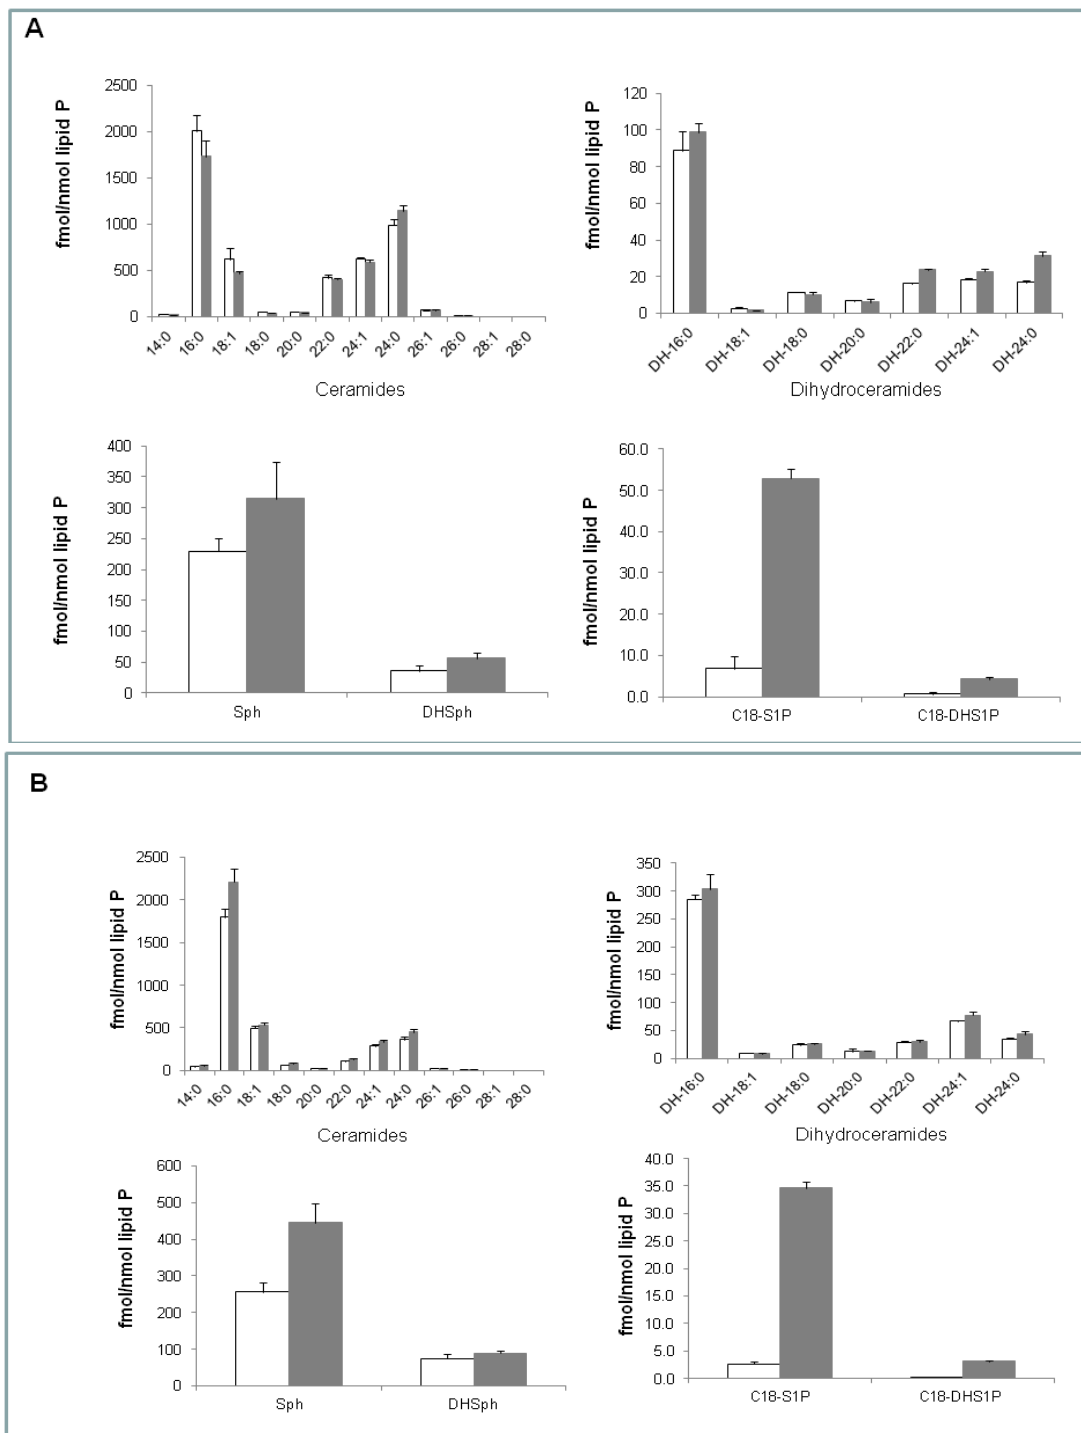 A
fmol/nmol lipid P
2500
2000
1500
1000
500
0
14:0 16:0 18:1 18:0 20:0 22:0 24:1 24:0 26:1 26:0 28:1 28:0
Ceramides
fmol/nmol lipid P
120
100
80
60
40
20
0
DH-16:0 DH-18:1 DH-18:0 DH-20:0 DH-22:0 DH-24:1 DH-24:0
Dihydroceramides
fmol/nmol lipid P
400
350
300
250
200
150
100
50
0
Sph DHSph
fmol/nmol lipid P
60.0
50.0
40.0
30.0
20.0
10.0
0.0
C18-S1P C18-DHS1P
B
fmol/nmol lipid P
2500
2000
1500
1000
500
0
14:0 16:0 18:1 18:0 20:0 22:0 24:1 24:0 26:1 26:0 28:1 28:0
Ceramides
fmol/nmol lipid P
350
300
250
200
150
100
50
0
DH-16:0 DH-18:1 DH-18:0 DH-20:0 DH-22:0 DH-24:1 DH-24:0
Dihydroceramides
fmol/nmol lipid P
600
500
400
300
200
100
0
Sph DHSph
fmol/nmol lipid P
40.0
35.0
30.0
25.0
20.0
15.0
10.0
5.0
0.0
C18-S1P C18-DHS1P